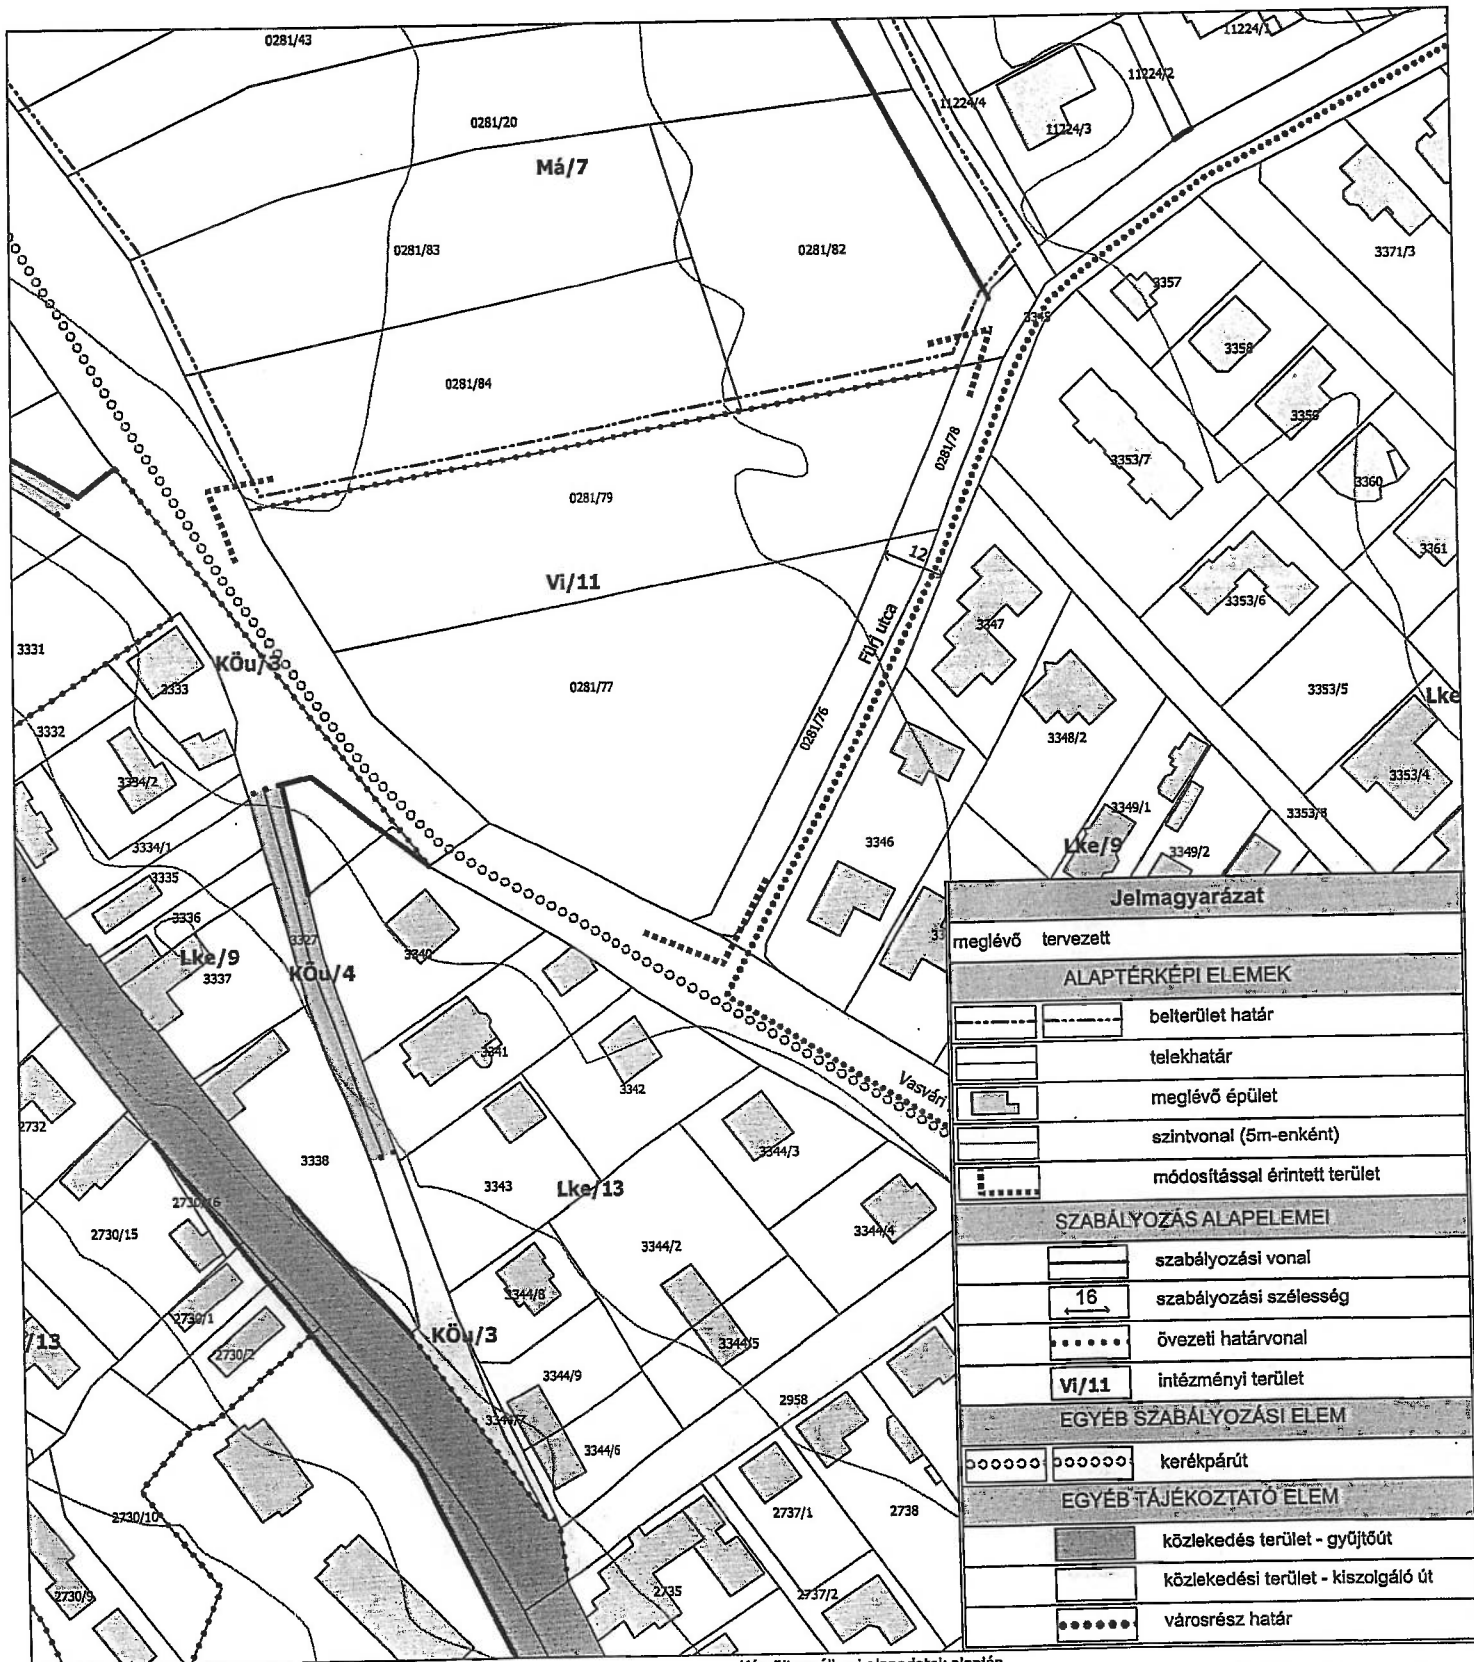 0281/43
11224/1
11224/2
11224/4
11224/3
0281/20
Má/7
0281/83
0281/82
3371/3
3357
3358
0281/84
3359
0281/78
3353/7
3360
0281/79
3361
12
Vi/11
3353/6
3347
Fürj utca
3331
KÖu/3
3333
0281/77
3353/5
Lke
3332
0281/76
3348/2
3334/2
3353/4
3349/1
3346
Lke/9
3349/2
3334/1
3335
3336
3327
3340
Lke/9
3337
KÖu/4
3341
3342
Vasvári
2732
3338
3344/3
3343
Lke/13
2730/16
2730/15
3344/4
3344/2
3344/8
2730/1
/13
KÖu/3
2730/2
3344/5
3344/9
2958
3344/7
3344/6
2730/10
2737/1
2738
2730/9
2735
2737/2
Jelmagyarázat
meglévő tervezett
ALAPTÉRKÉPI ELEMEK
belterület határ
telekhatár
meglévő épület
szintvonal (5m-enként)
módosítással érintett terület
SZABÁLYOZÁS ALAPELEMEI
szabályozási vonal
16 szabályozási szélesség
övezeti határvonal
Vi/11 intézményi terület
EGYÉB SZABÁLYOZÁSI ELEM
kerékpárút
EGYÉB TÁJÉKOZTATÓ ELEM
közlekedés terület - gyűjtőút
közlekedési terület - kiszolgáló út
városrész határ